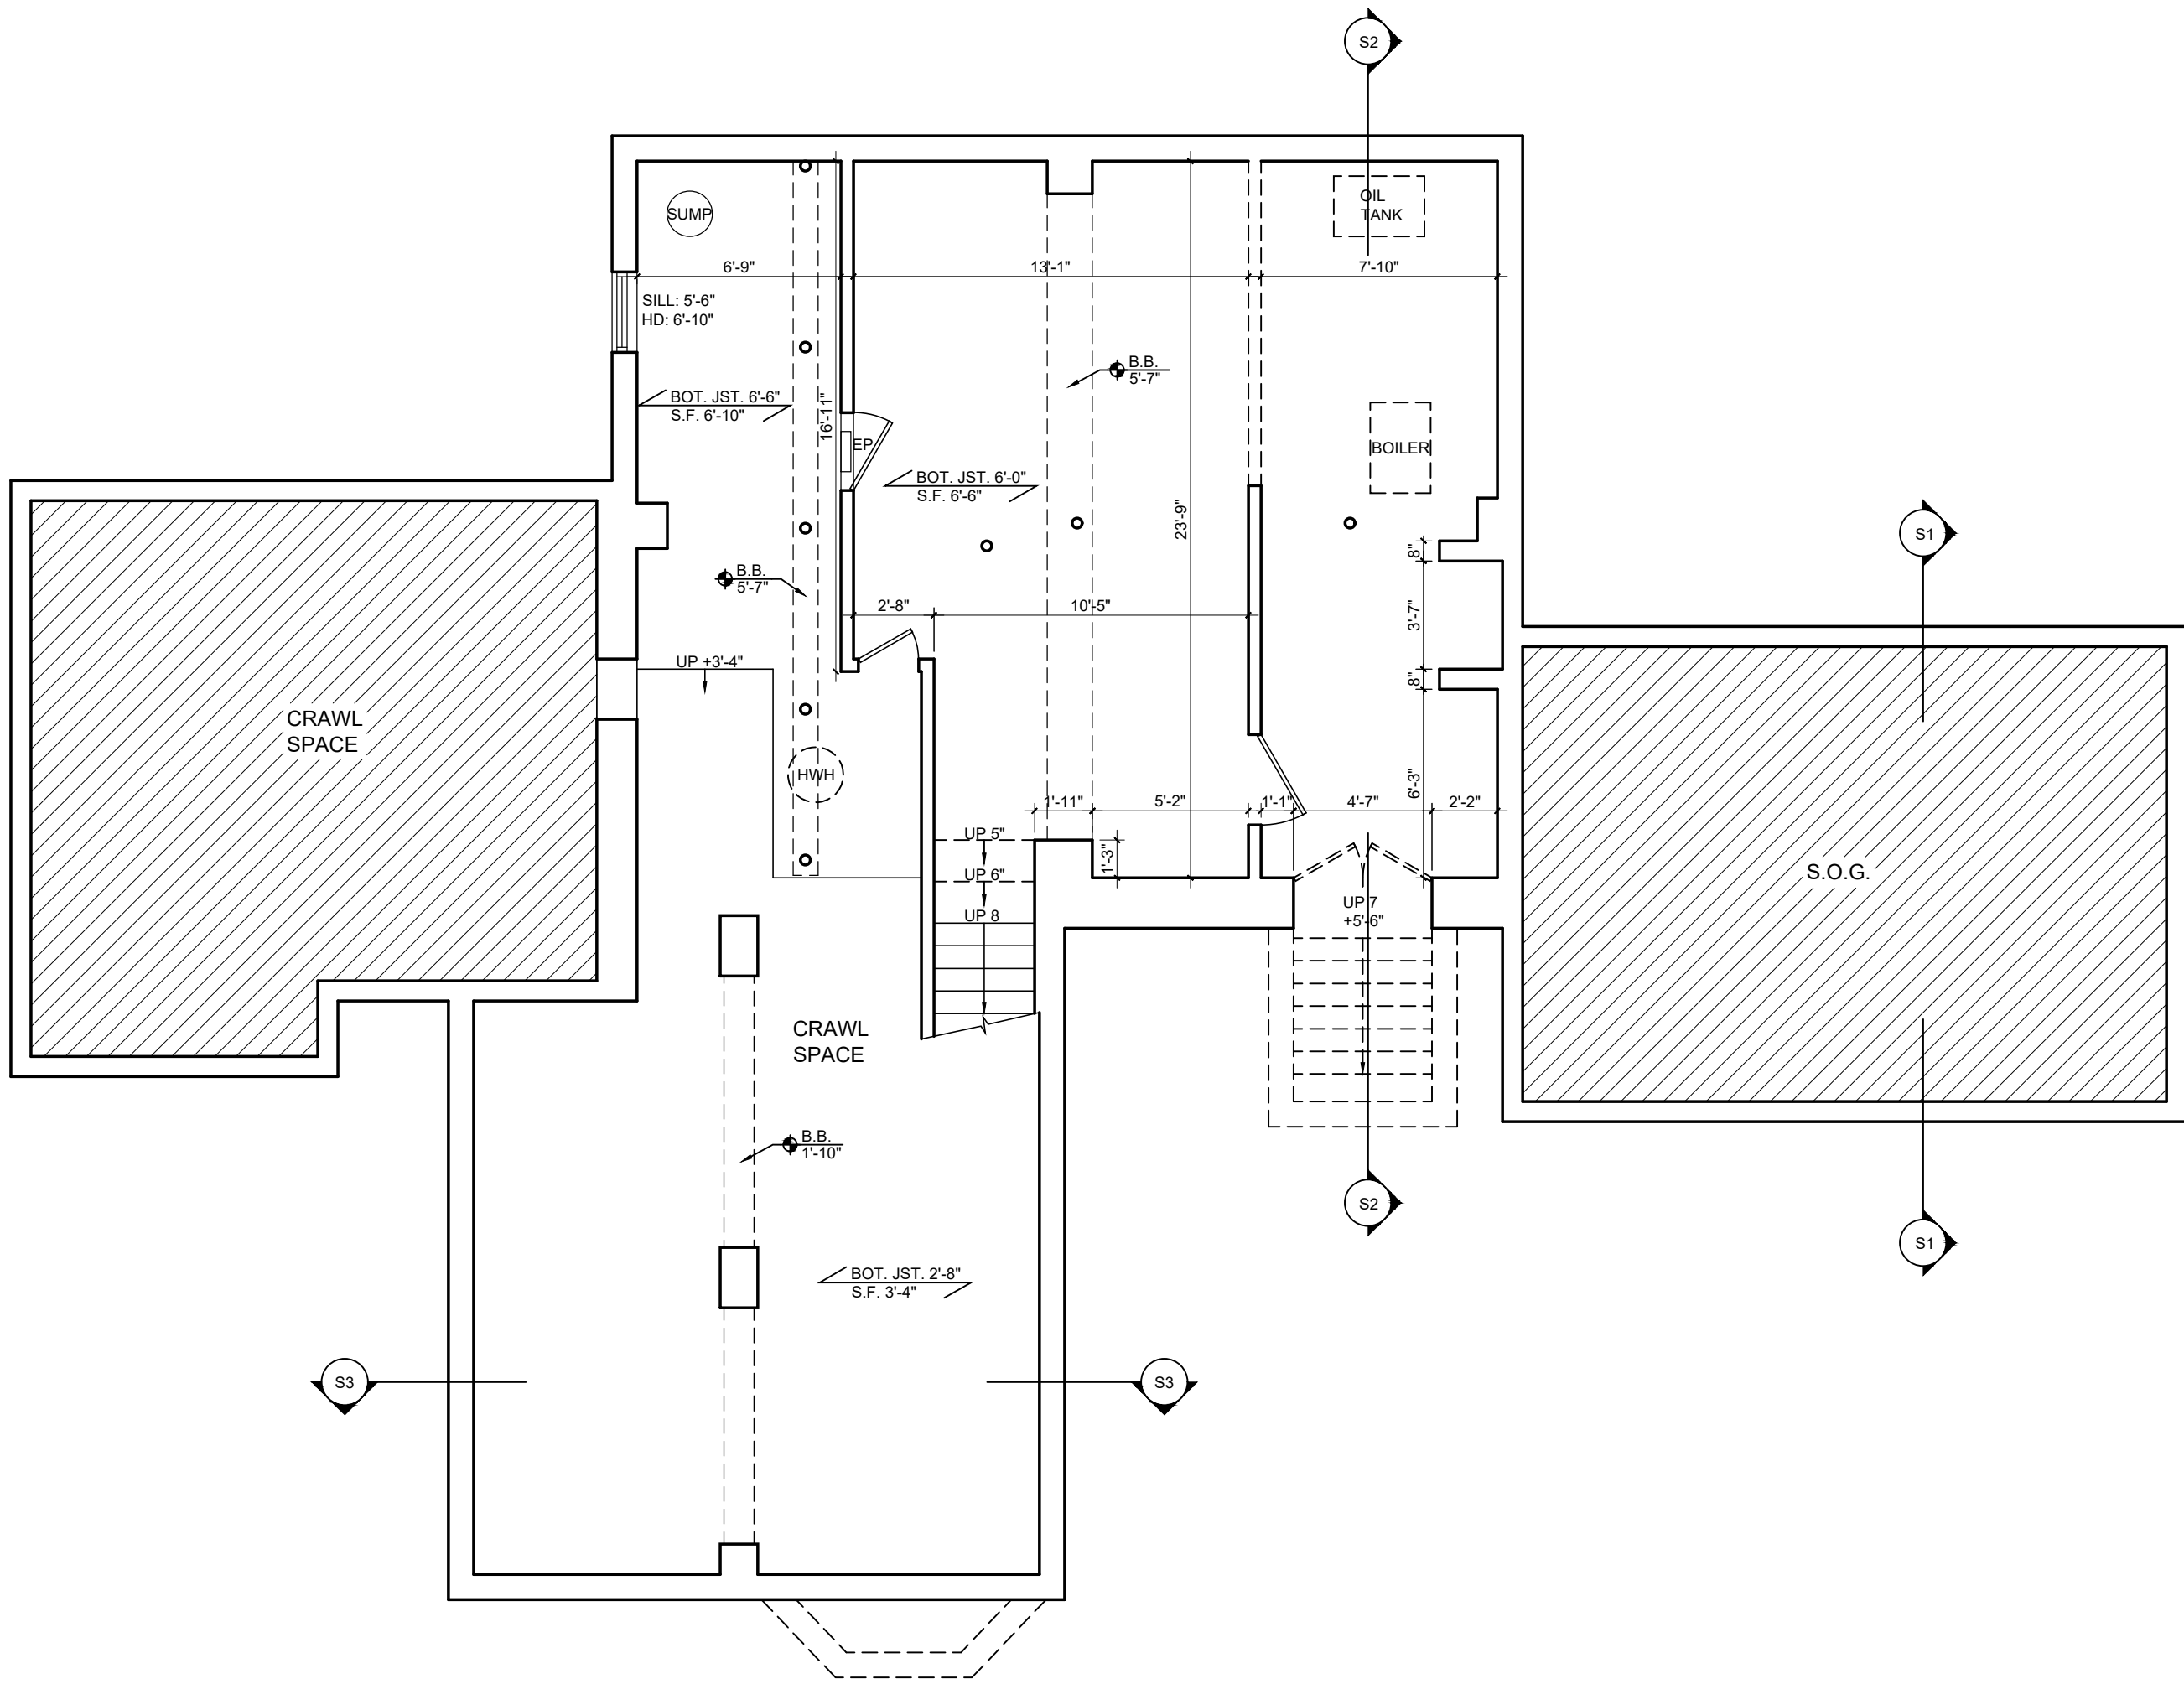 S2
OIL
TANK
SUMP
6'-9"
13'-1"
7'-10"
SILL: 5'-6"
HD: 6'-10"
B.B.
5'-7"
BOT. JST. 6'-6"
S.F. 6'-10"
16'-11"
EP
BOILER
BOT. JST. 6'-0"
S.F. 6'-6"
23'-9"
S1
8"
B.B.
5'-7"
2'-8"
10'-5"
3'-7"
UP +3'-4"
8"
CRAWL
SPACE
HWH
6'-3"
1'-11"
5'-2"
1'-1"
4'-7"
2'-2"
UP 5"
1'-3"
UP 6"
S.O.G.
UP 8
UP 7
+5'-6"
CRAWL
SPACE
B.B.
1'-10"
S2
S1
BOT. JST. 2'-8"
S.F. 3'-4"
S3
S3